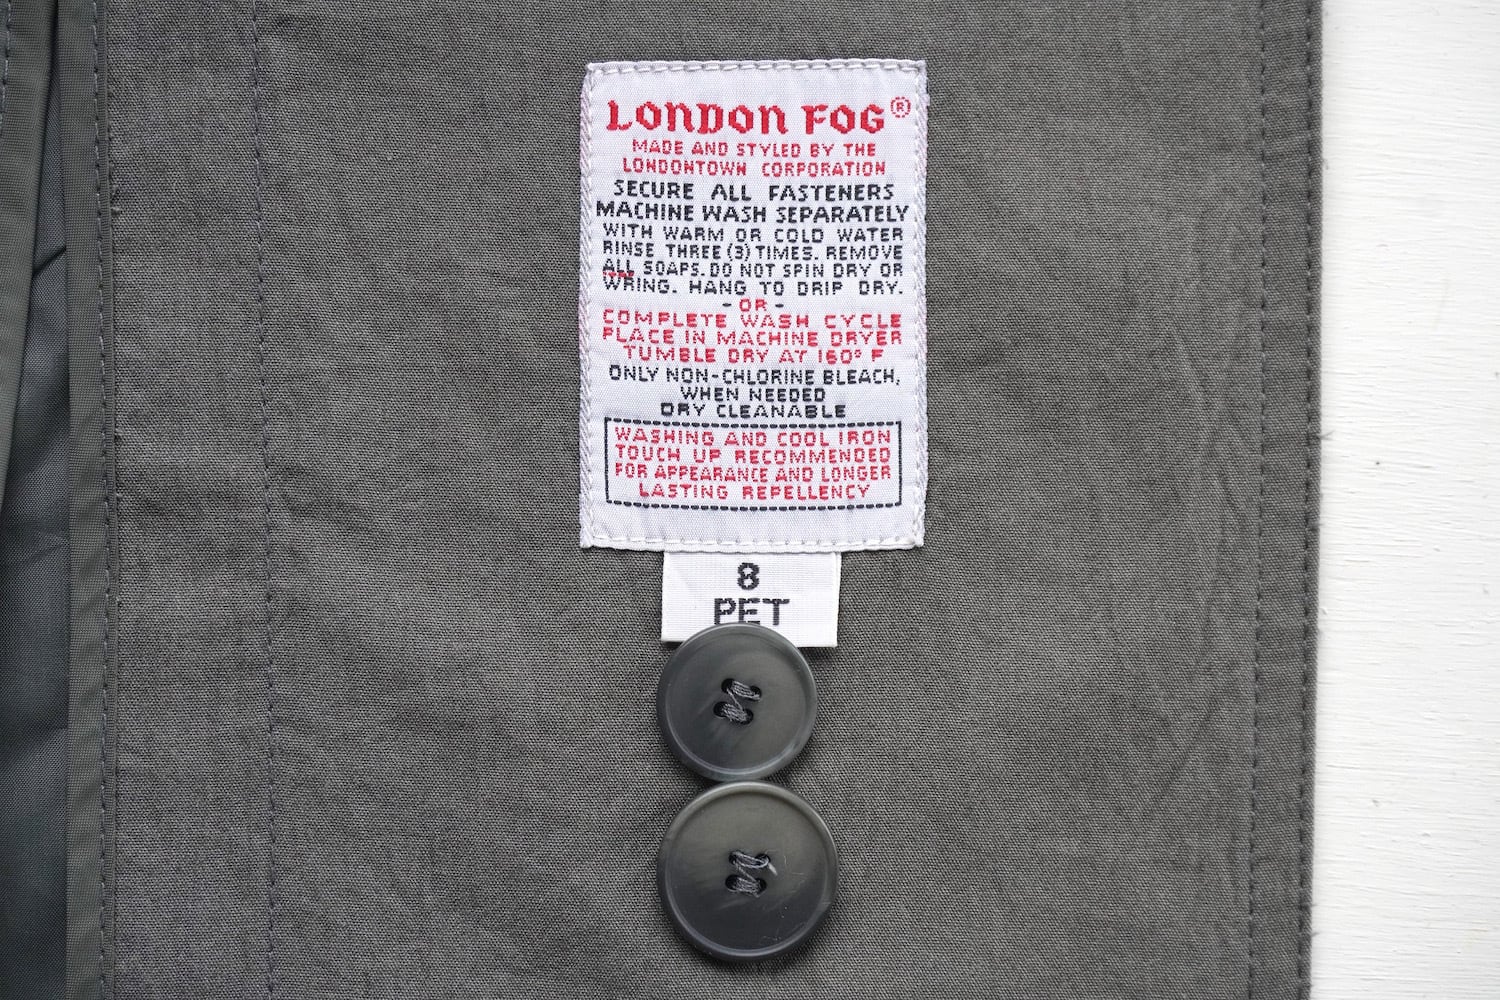 LONDON FOG®
MADE AND STYLED BY THE
LONDONTOWN CORPORATION
SECURE ALL FASTENERS
MACHINE WASH SEPARATELY
WITH WARM OR COLD WATER
RINSE THREE (3) TIMES. REMOVE
ALL SOAPS. DO NOT SPIN DRY OR
WRING. HANG TO DRIP DRY.
- OR -
COMPLETE WASH CYCLE
PLACE IN MACHINE DRYER
TUMBLE DRY AT 160° F
ONLY NON-CHLORINE BLEACH,
WHEN NEEDED
DRY CLEANABLE
WASHING AND COOL IRON
TOUCH UP RECOMMENDED
FOR APPEARANCE AND LONGER
LASTING REPELLENCY
8
PET